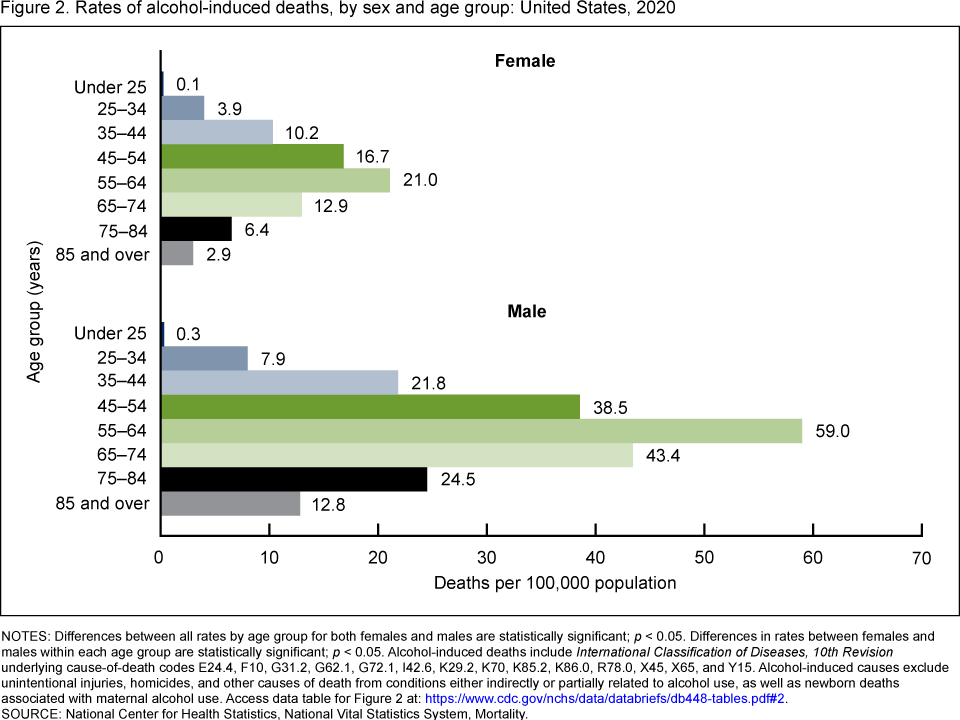 Figure 2. Rates of alcohol-induced deaths, by sex and age group: United States, 2020
Female
Under 25 0.1
25–34 3.9
35–44 10.2
45–54 16.7
55–64 21.0
65–74 12.9
75–84 6.4
85 and over 2.9
Age group (years)
Male
Under 25 0.3
25–34 7.9
35–44 21.8
45–54 38.5
55–64 59.0
65–74 43.4
75–84 24.5
85 and over 12.8
0 10 20 30 40 50 60 70
Deaths per 100,000 population
NOTES: Differences between all rates by age group for both females and males are statistically significant; p < 0.05. Differences in rates between females and
males within each age group are statistically significant; p < 0.05. Alcohol-induced deaths include International Classification of Diseases, 10th Revision
underlying cause-of-death codes E24.4, F10, G31.2, G62.1, G72.1, I42.6, K29.2, K70, K85.2, K86.0, R78.0, X45, X65, and Y15. Alcohol-induced causes exclude
unintentional injuries, homicides, and other causes of death from conditions either indirectly or partially related to alcohol use, as well as newborn deaths
associated with maternal alcohol use. Access data table for Figure 2 at: https://www.cdc.gov/nchs/data/databriefs/db448-tables.pdf#2.
SOURCE: National Center for Health Statistics, National Vital Statistics System, Mortality.